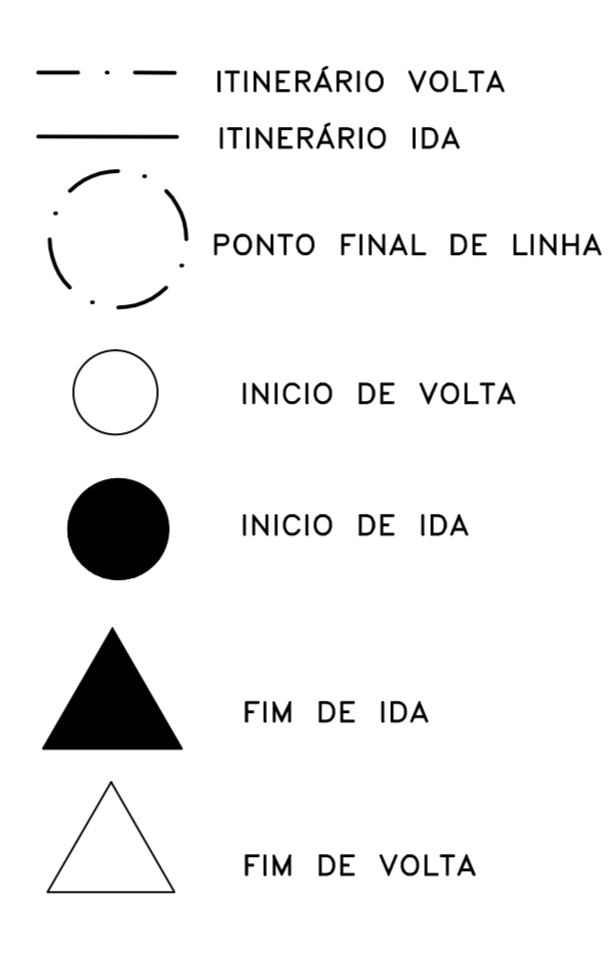 ITINERÁRIO VOLTA
ITINERÁRIO IDA
PONTO FINAL DE LINHA
INICIO DE VOLTA
INICIO DE IDA
FIM DE IDA
FIM DE VOLTA